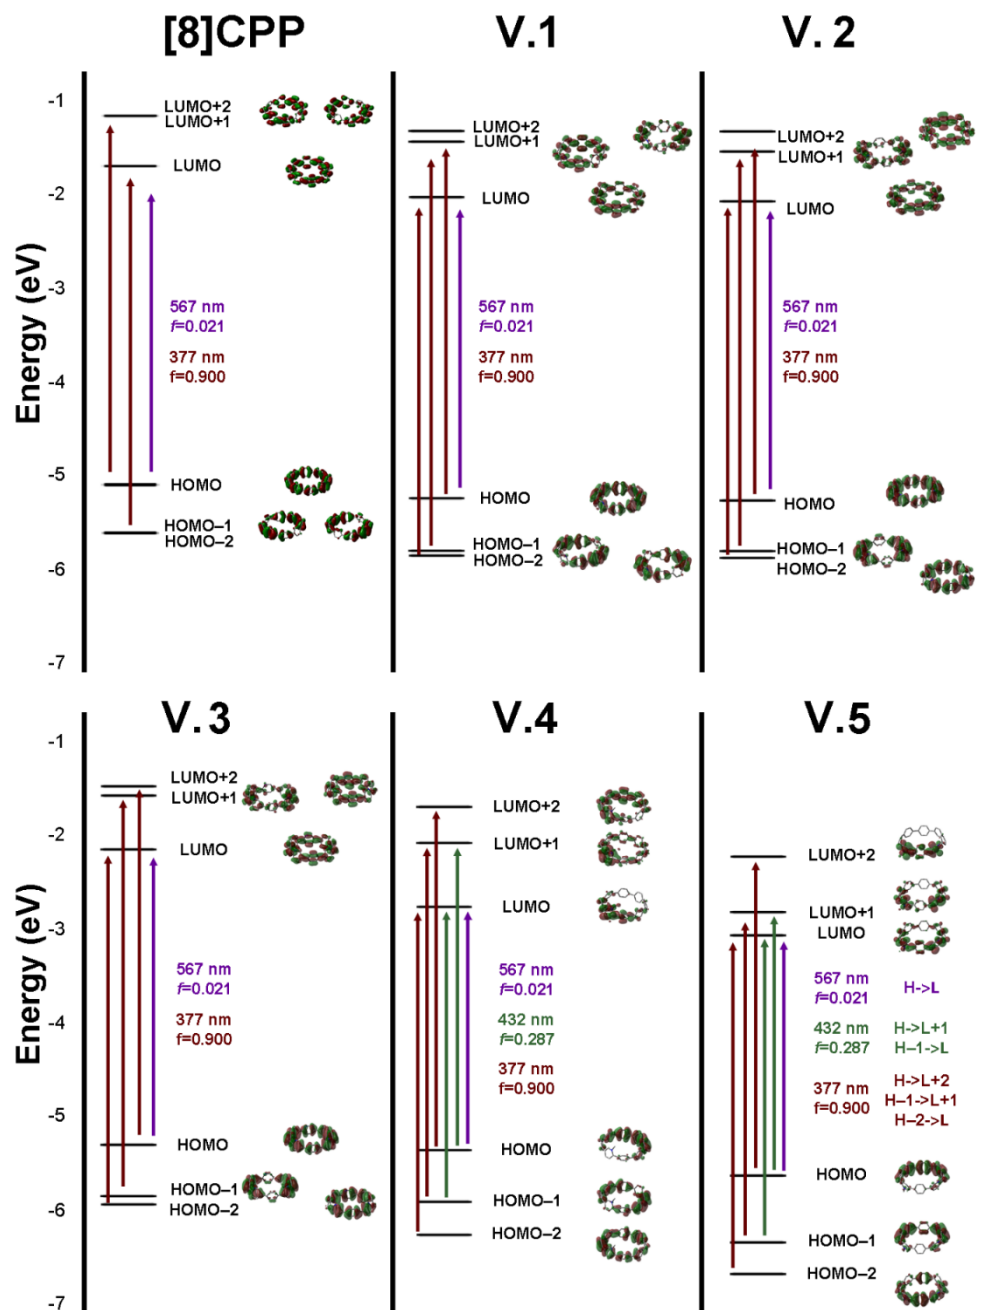 [8]CPP
V.1
V. 2
Energy (eV)
-1
-2
-3
-4
-5
-6
-7
LUMO+2
LUMO+1
LUMO
567 nm
f=0.021
377 nm
f=0.900
HOMO
HOMO–1
HOMO–2
LUMO+2
LUMO+1
LUMO
567 nm
f=0.021
377 nm
f=0.900
HOMO
HOMO–1
HOMO–2
LUMO+2
LUMO+1
LUMO
567 nm
f=0.021
377 nm
f=0.900
HOMO
HOMO–1
HOMO–2
V. 3
V.4
V.5
Energy (eV)
-1
-2
-3
-4
-5
-6
-7
LUMO+2
LUMO+1
LUMO
567 nm
f=0.021
377 nm
f=0.900
HOMO
HOMO–1
HOMO–2
LUMO+2
LUMO+1
LUMO
567 nm
f=0.021
432 nm
f=0.287
377 nm
f=0.900
HOMO
HOMO–1
HOMO–2
LUMO+2
LUMO+1
LUMO
567 nm
f=0.021
H->L
432 nm
f=0.287
H->L+1
H–1->L
377 nm
f=0.900
H->L+2
H–1->L+1
H–2->L
HOMO
HOMO–1
HOMO–2